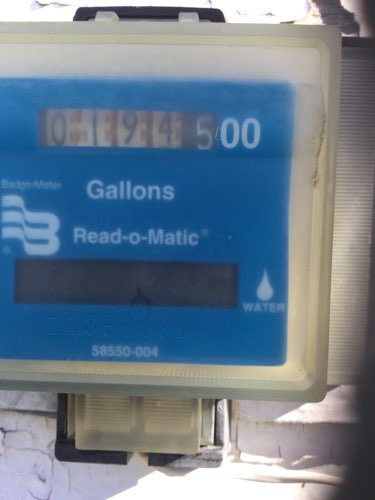 0194500
BadgerMeter
Gallons
Read-o-Matic®
WATER
58550-004